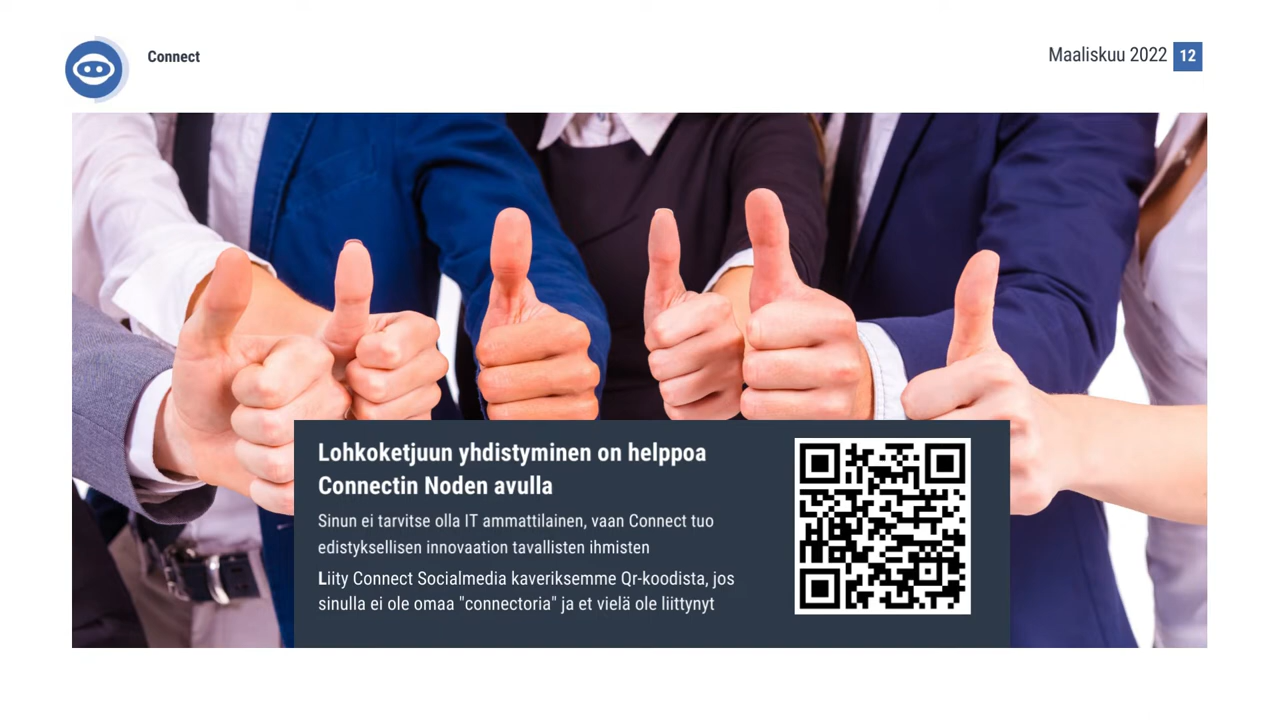 Connect
Maaliskuu 2022 12
Lohkoketjuun yhdistyminen on helppoa
Connectin Noden avulla
Sinun ei tarvitse olla IT ammattilainen, vaan Connect tuo
edistyksellisen innovaation tavallisten ihmisten
Liity Connect Socialmedia kaveriksemme Qr-koodista, jos
sinulla ei ole omaa "connectoria" ja et vielä ole liittynyt